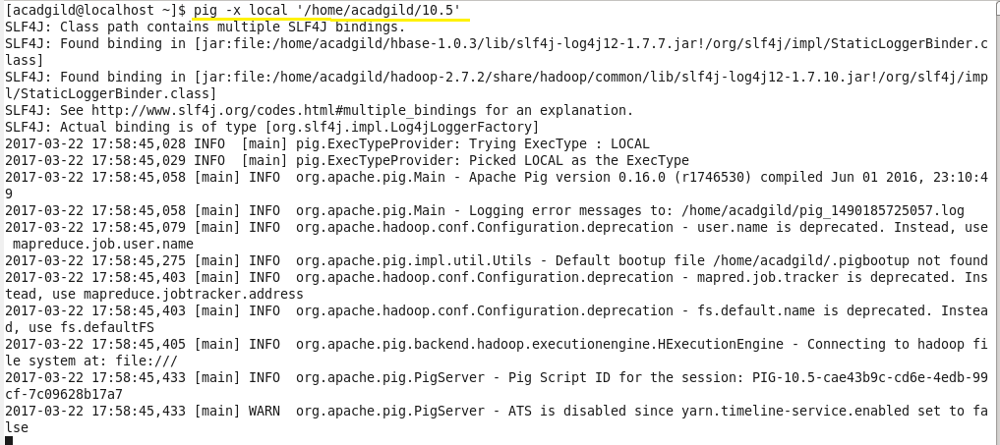 [acadgild@localhost ~]$ pig -x local '/home/acadgild/10.5'
SLF4J: Class path contains multiple SLF4J bindings.
SLF4J: Found binding in [jar:file:/home/acadgild/hbase-1.0.3/lib/slf4j-log4j12-1.7.7.jar!/org/slf4j/impl/StaticLoggerBinder.c
lass]
SLF4J: Found binding in [jar:file:/home/acadgild/hadoop-2.7.2/share/hadoop/common/lib/slf4j-log4j12-1.7.10.jar!/org/slf4j/imp
l/StaticLoggerBinder.class]
SLF4J: See http://www.slf4j.org/codes.html#multiple_bindings for an explanation.
SLF4J: Actual binding is of type [org.slf4j.impl.Log4jLoggerFactory]
2017-03-22 17:58:45,028 INFO  [main] pig.ExecTypeProvider: Trying ExecType : LOCAL
2017-03-22 17:58:45,029 INFO  [main] pig.ExecTypeProvider: Picked LOCAL as the ExecType
2017-03-22 17:58:45,058 [main] INFO  org.apache.pig.Main - Apache Pig version 0.16.0 (r1746530) compiled Jun 01 2016, 23:10:4
9
2017-03-22 17:58:45,058 [main] INFO  org.apache.pig.Main - Logging error messages to: /home/acadgild/pig_1490185725057.log
2017-03-22 17:58:45,079 [main] INFO  org.apache.hadoop.conf.Configuration.deprecation - user.name is deprecated. Instead, use
 mapreduce.job.user.name
2017-03-22 17:58:45,275 [main] INFO  org.apache.pig.impl.util.Utils - Default bootup file /home/acadgild/.pigbootup not found
2017-03-22 17:58:45,403 [main] INFO  org.apache.hadoop.conf.Configuration.deprecation - mapred.job.tracker is deprecated. Ins
tead, use mapreduce.jobtracker.address
2017-03-22 17:58:45,403 [main] INFO  org.apache.hadoop.conf.Configuration.deprecation - fs.default.name is deprecated. Instea
d, use fs.defaultFS
2017-03-22 17:58:45,405 [main] INFO  org.apache.pig.backend.hadoop.executionengine.HExecutionEngine - Connecting to hadoop fi
le system at: file:///
2017-03-22 17:58:45,433 [main] INFO  org.apache.pig.PigServer - Pig Script ID for the session: PIG-10.5-cae43b9c-cd6e-4edb-99
cf-7c09628b17a7
2017-03-22 17:58:45,433 [main] WARN  org.apache.pig.PigServer - ATS is disabled since yarn.timeline-service.enabled set to fa
lse